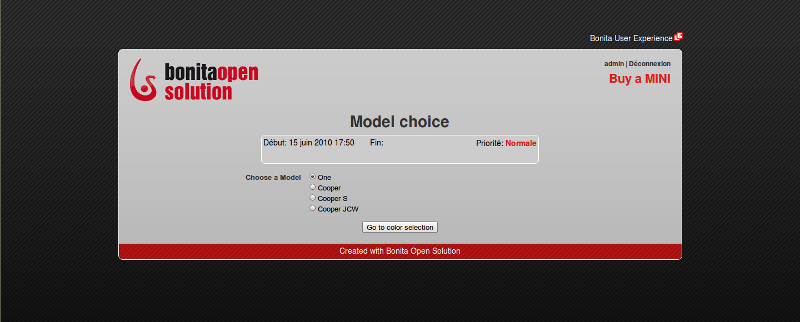 Bonita User Experience
bonitaopen
solution
admin | Déconnexion
Buy a MINI
Model choice
Début: 15 juin 2010 17:50 Fin: Priorité: Normale
Choose a Model One
Cooper
Cooper S
Cooper JCW
Go to color selection
Created with Bonita Open Solution